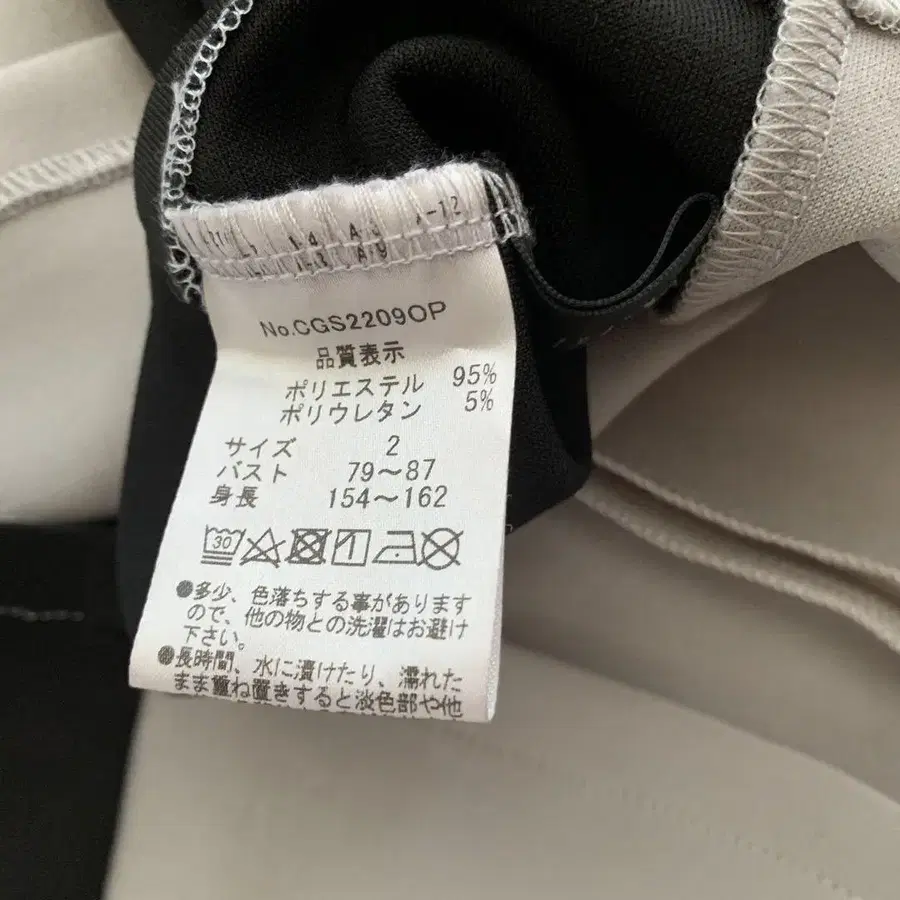 No.CGS2209OP
品質表示
ポリエステル 95%
ポリウレタン 5%
サイズ 2
バスト 79〜87
身長 154〜162
30
●多少、色落ちする事があります
ので、他の物との洗濯はお避け
下さい。
●長時間、水に漬けたり、濡れた
まま重ね置きすると淡色部や他